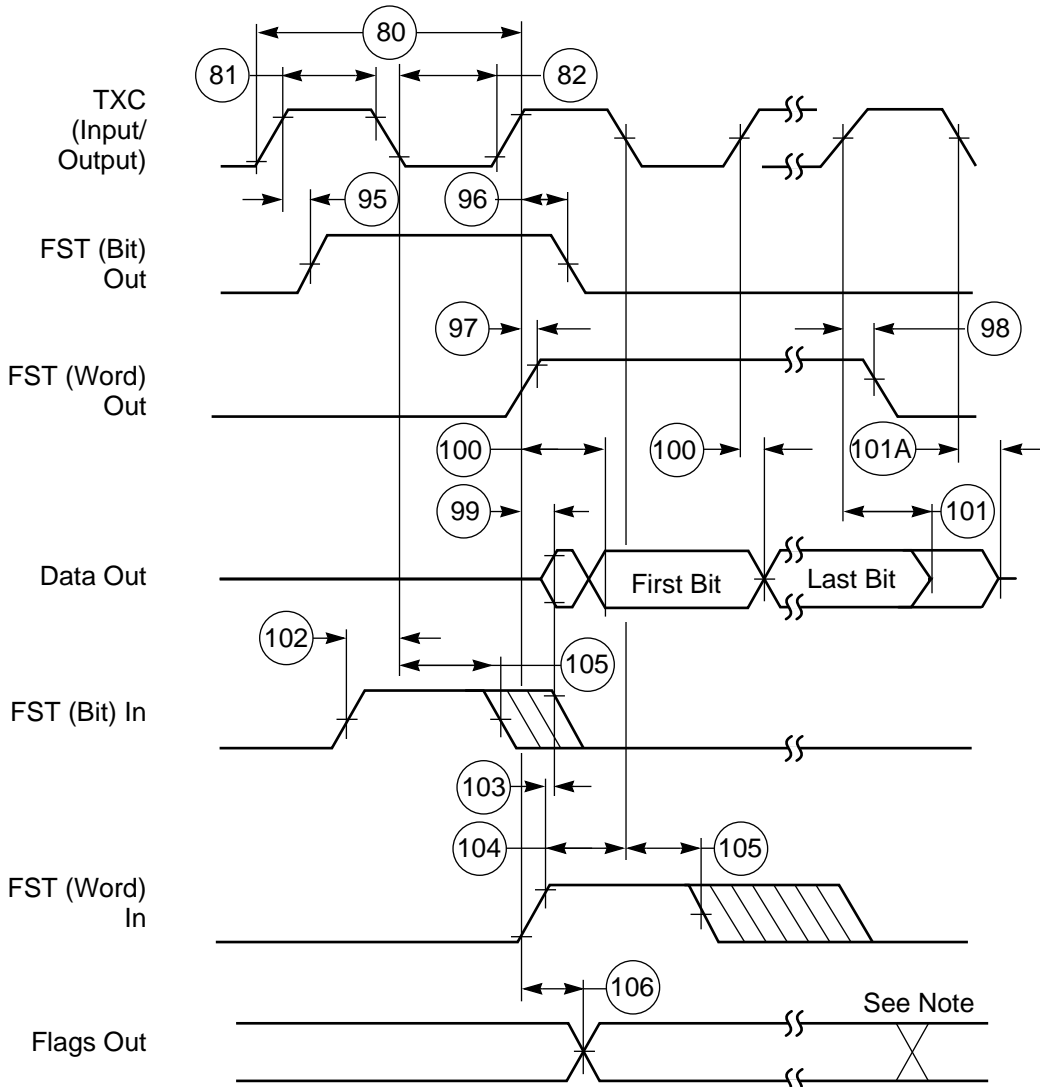 80
81
82
TXC
(Input/
Output)
95
96
FST (Bit)
Out
97
98
FST (Word)
Out
100
100
101A
99
101
Data Out
First Bit
Last Bit
102
105
FST (Bit) In
103
104
105
FST (Word)
In
106
See Note
Flags Out